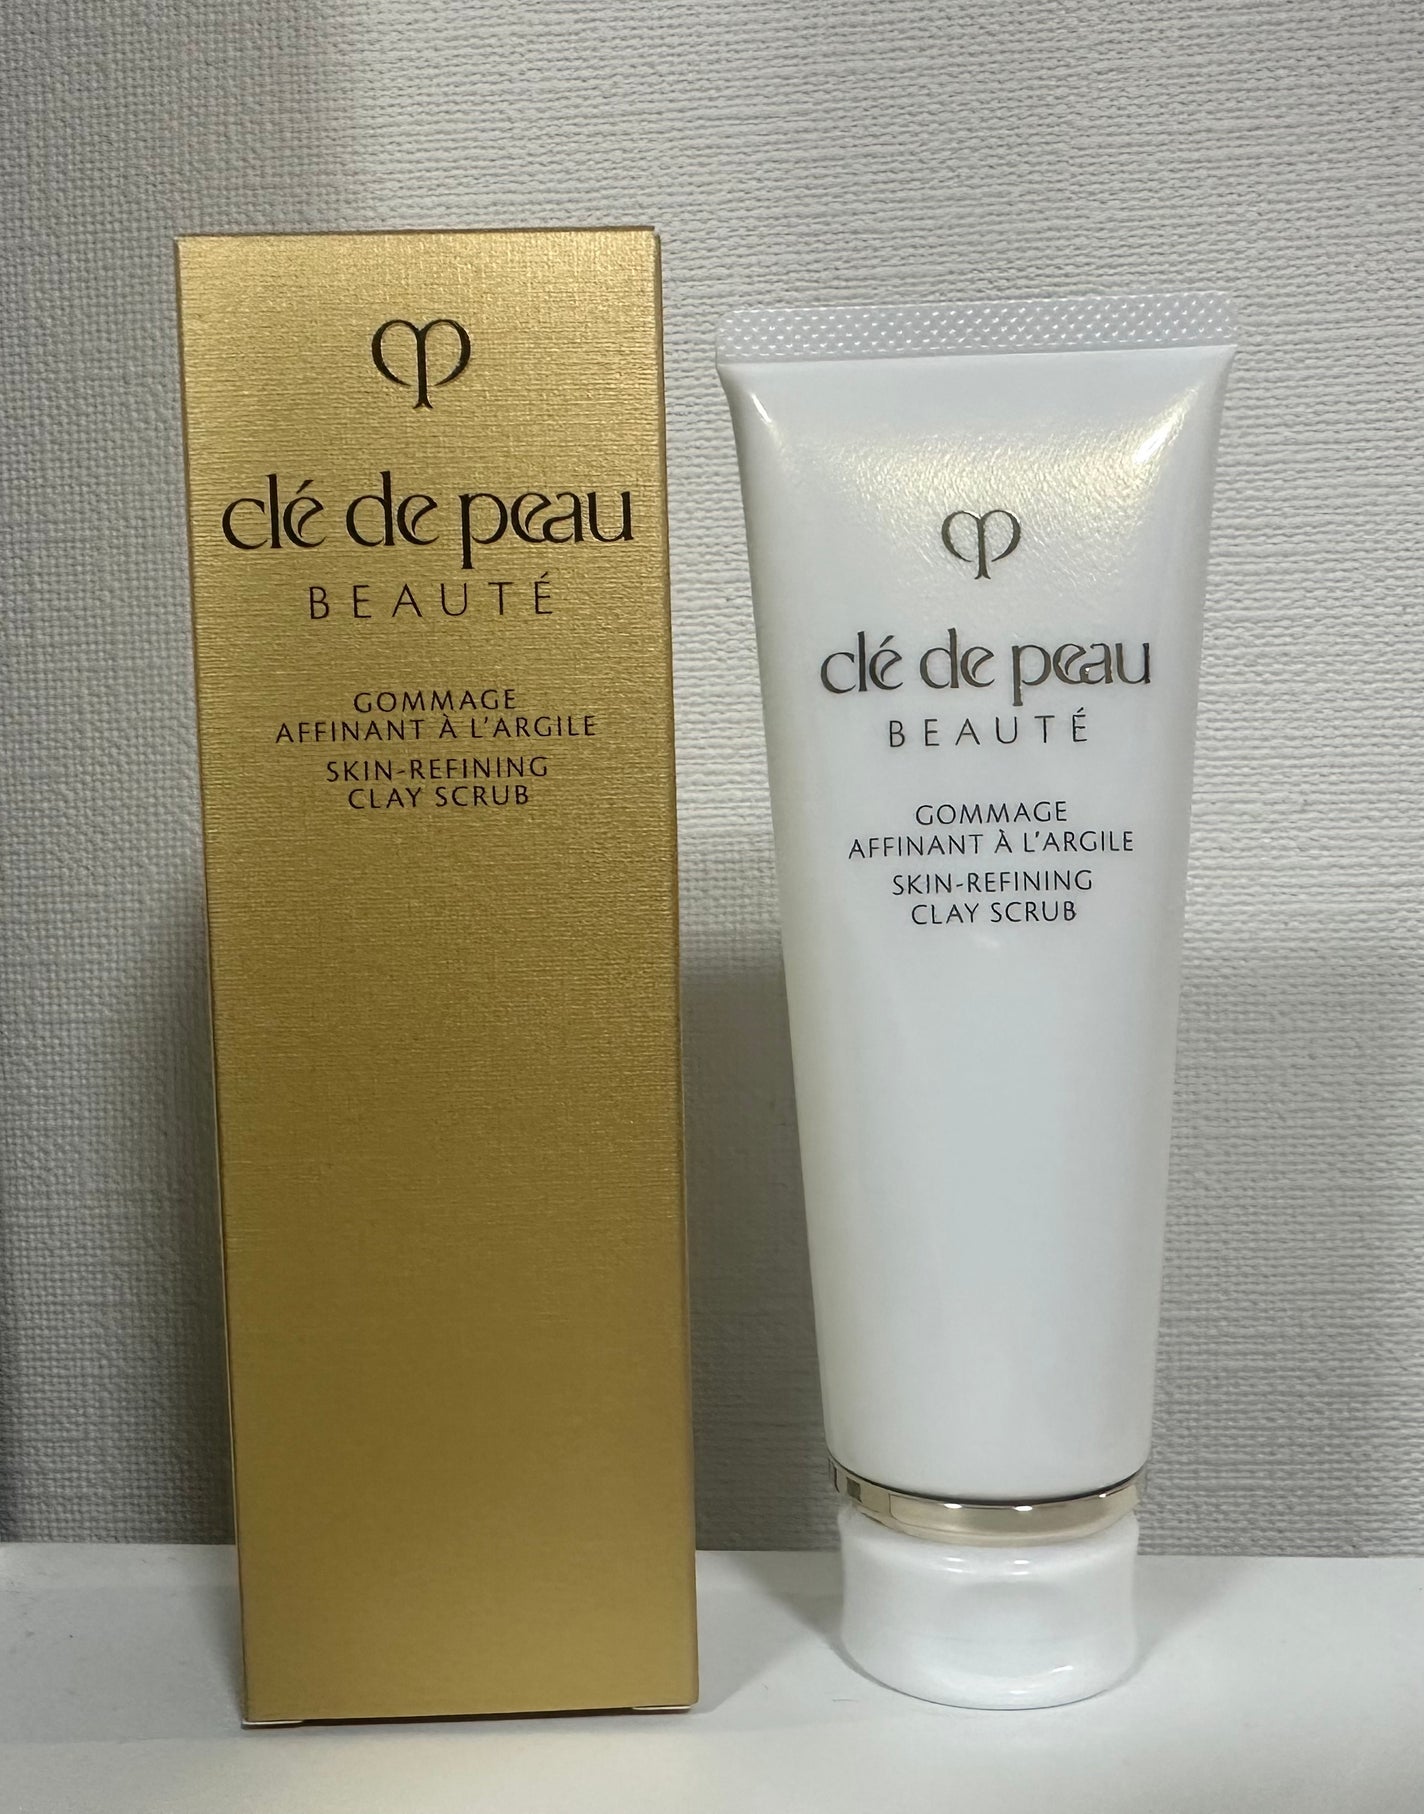 clé de peau
BEAUTÉ
GOMMAGE
AFFINANT À L'ARGILE
SKIN-REFINING
CLAY SCRUB
clé de peau
BEAUTÉ
GOMMAGE
AFFINANT À L'ARGILE
SKIN-REFINING
CLAY SCRUB